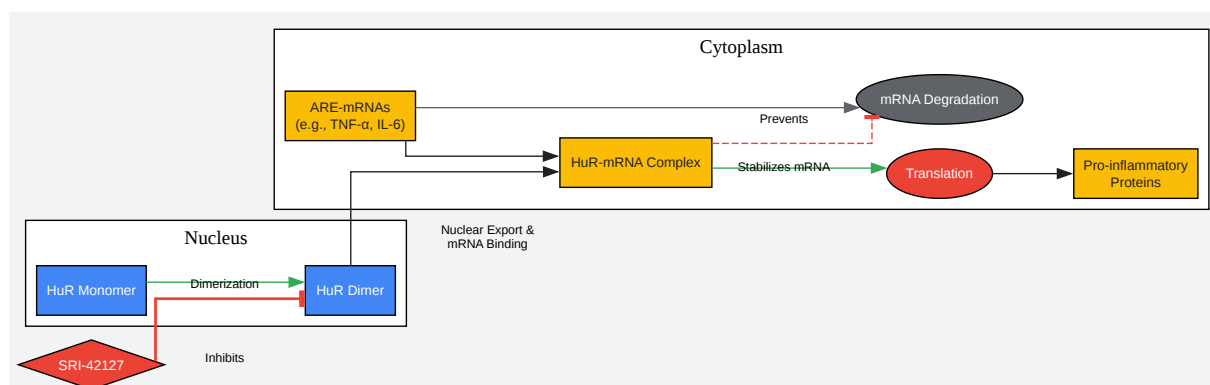 Cytoplasm
ARE-mRNAs
(e.g., TNF-α, IL-6)
mRNA Degradation
Prevents
HuR-mRNA Complex
Stabilizes mRNA
Translation
Pro-inflammatory
Proteins
Nucleus
Nuclear Export &
mRNA Binding
HuR Monomer
Dimerization
HuR Dimer
SRI-42127
Inhibits